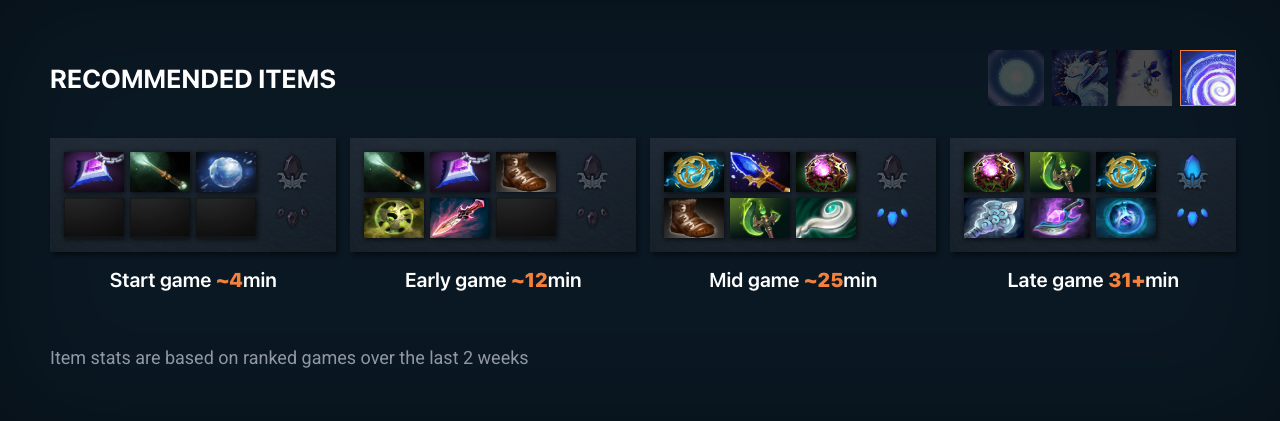 RECOMMENDED ITEMS
Start game ~4min
Early game ~12min
Mid game ~25min
Late game 31+min
Item stats are based on ranked games over the last 2 weeks